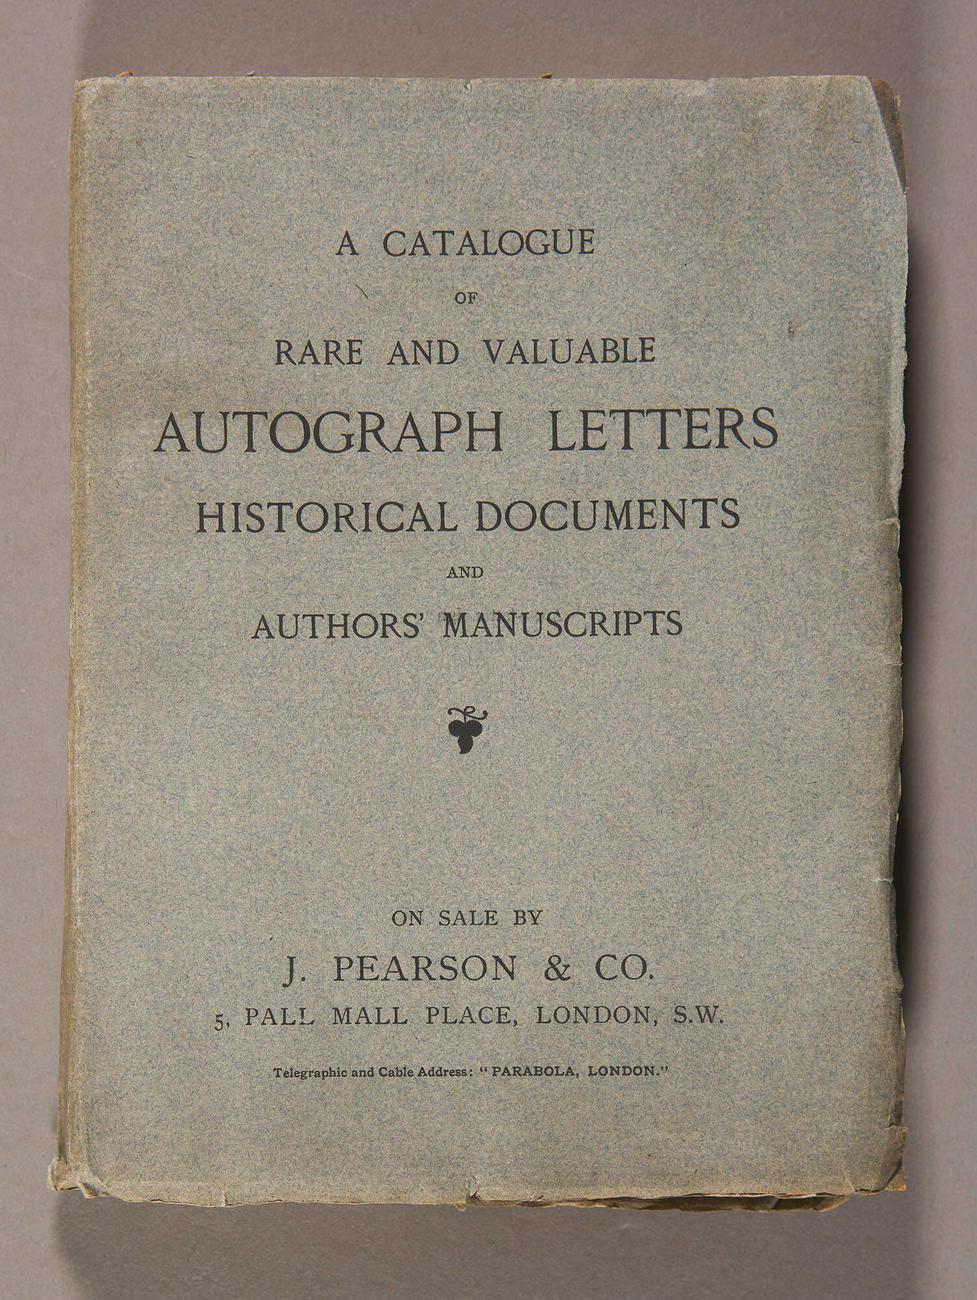 A CATALOGUE
OF
RARE AND VALUABLE
AUTOGRAPH LETTERS
HISTORICAL DOCUMENTS
AND
AUTHORS' MANUSCRIPTS
ON SALE BY
J. PEARSON & CO.
5, PALL MALL PLACE, LONDON, S.W.
Telegraphic and Cable Address: "PARABOLA, LONDON."